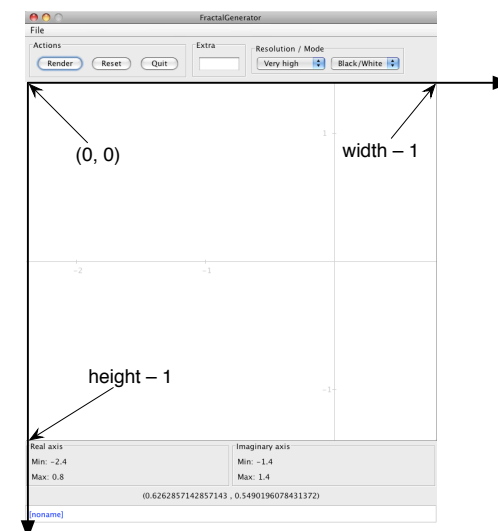 FractalGenerator
File
Actions
Extra
Resolution / Mode
Render
Reset
Quit
Very high
Black/White
(0, 0)
1
width – 1
-2
-1
height – 1
-1
Real axis
Imaginary axis
Min: -2.4
Min: -1.4
Max: 0.8
Max: 1.4
(0.6262857142857143 , 0.5490196078431372)
[noname]